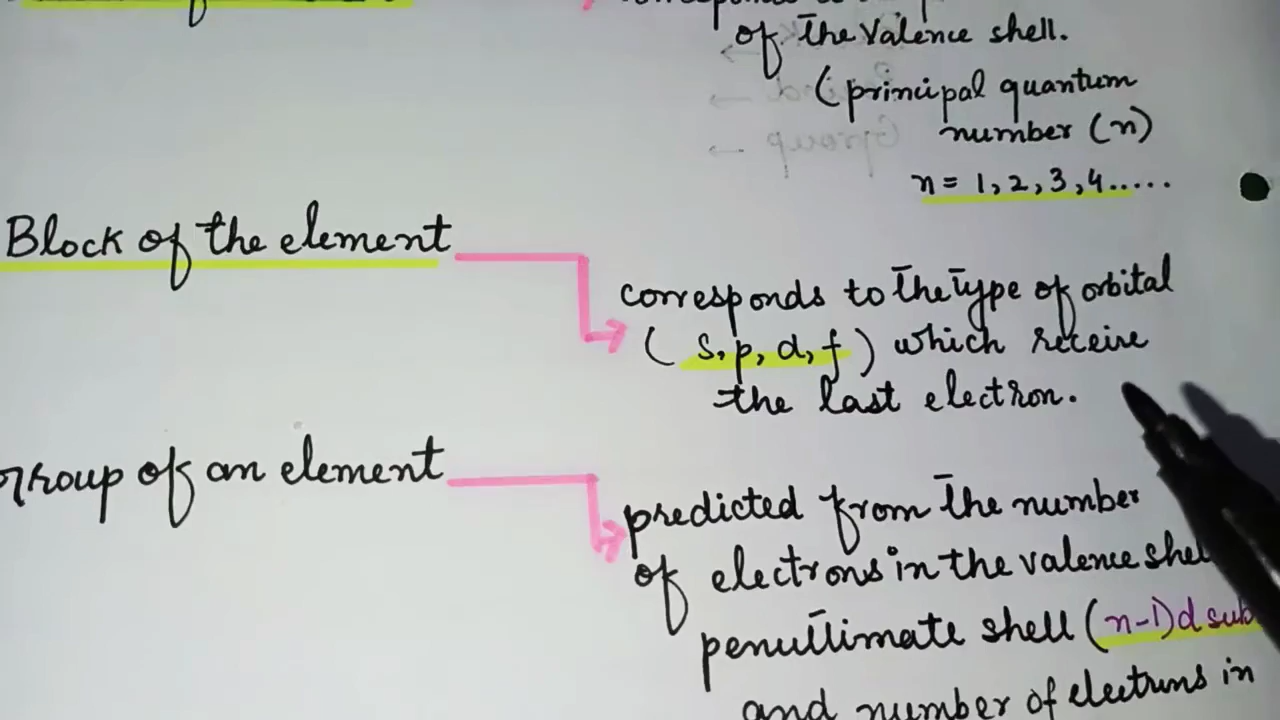 of the valence shell.
(principal quantum
number (n)
n = 1, 2, 3, 4.....
Block of the element
corresponds to the type of orbital
(s, p, d, f) which receive
the last electron.
group of an element
predicted from the number
of electrons in the valence shel
penultimate shell (n-1)d sub
and number of electrons in
Group